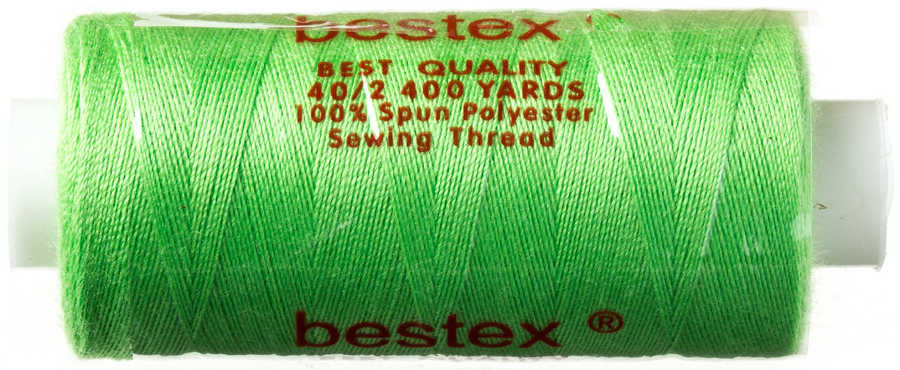 bestex ®
BEST QUALITY
40/2 400 YARDS
100% Spun Polyester
Sewing Thread
bestex ®